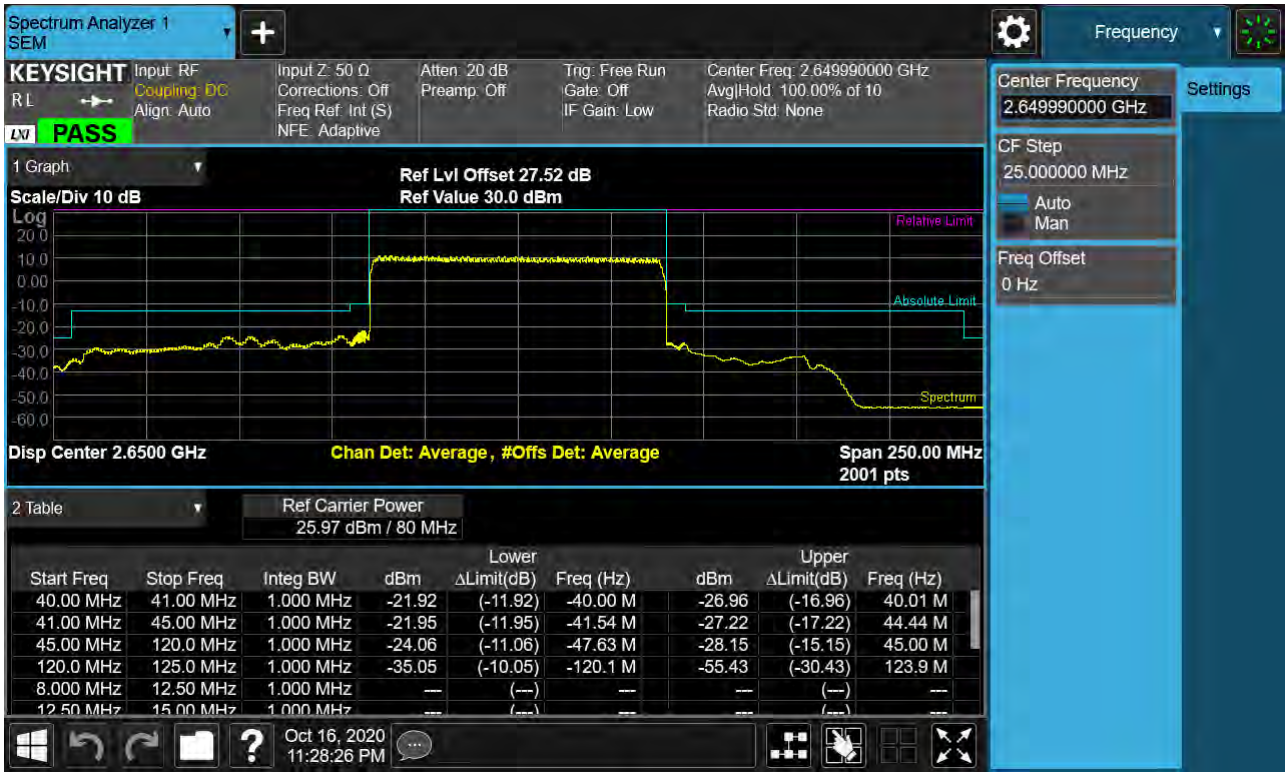 Spectrum Analyzer 1
SEM
+
Frequency
KEYSIGHT
Input: RF
Coupling: DC
Align: Auto
R L
LXI
PASS
Input Z: 50 Ω
Corrections: Off
Freq Ref: Int (S)
NFE: Adaptive
Atten: 20 dB
Preamp: Off
Trig: Free Run
Gate: Off
IF Gain: Low
Center Freq: 2.649990000 GHz
Avg|Hold: 100.00% of 10
Radio Std: None
Center Frequency
2.649990000 GHz
Settings
CF Step
25.000000 MHz
Auto
Man
Freq Offset
0 Hz
1 Graph
Ref Lvl Offset 27.52 dB
Scale/Div 10 dB
Ref Value 30.0 dBm
Log
Relative Limit
20.0
10.0
0.00
-10.0
Absolute Limit
-20.0
-30.0
-40.0
-50.0
Spectrum
-60.0
Disp Center 2.6500 GHz
Chan Det: Average, #Offs Det: Average
Span 250.00 MHz
2001 pts
2 Table
Ref Carrier Power
25.97 dBm / 80 MHz
Lower Upper
Start Freq Stop Freq Integ BW dBm ΔLimit(dB) Freq (Hz) dBm ΔLimit(dB) Freq (Hz)
40.00 MHz 41.00 MHz 1.000 MHz -21.92 (-11.92) -40.00 M -26.96 (-16.96) 40.01 M
41.00 MHz 45.00 MHz 1.000 MHz -21.95 (-11.95) -41.54 M -27.22 (-17.22) 44.44 M
45.00 MHz 120.0 MHz 1.000 MHz -24.06 (-11.06) -47.63 M -28.15 (-15.15) 45.00 M
120.0 MHz 125.0 MHz 1.000 MHz -35.05 (-10.05) -120.1 M -55.43 (-30.43) 123.9 M
8.000 MHz 12.50 MHz 1.000 MHz --- (---) --- --- (---) ---
12.50 MHz 15.00 MHz 1.000 MHz --- (---) --- --- (---) ---
?
Oct 16, 2020
11:28:26 PM